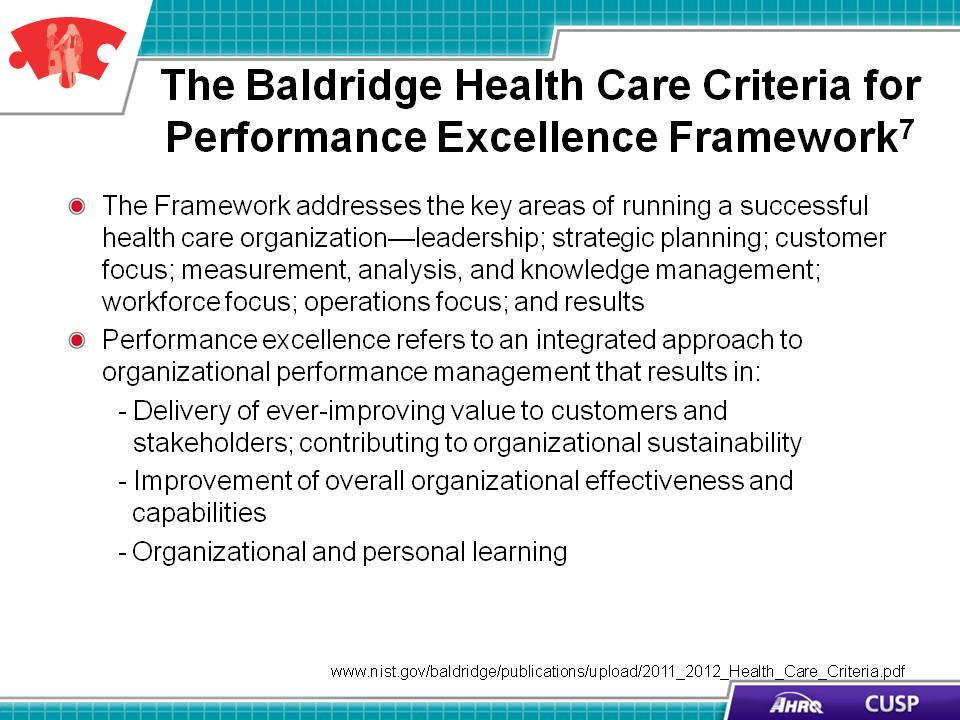 The Baldridge Health Care Criteria for
Performance Excellence Framework7
The Framework addresses the key areas of running a successful
health care organization—leadership; strategic planning; customer
focus; measurement, analysis, and knowledge management;
workforce focus; operations focus; and results
Performance excellence refers to an integrated approach to
organizational performance management that results in:
- Delivery of ever-improving value to customers and
stakeholders; contributing to organizational sustainability
- Improvement of overall organizational effectiveness and
capabilities
- Organizational and personal learning
www.nist.gov/baldridge/publications/upload/2011_2012_Health_Care_Criteria.pdf
AHRQ CUSP